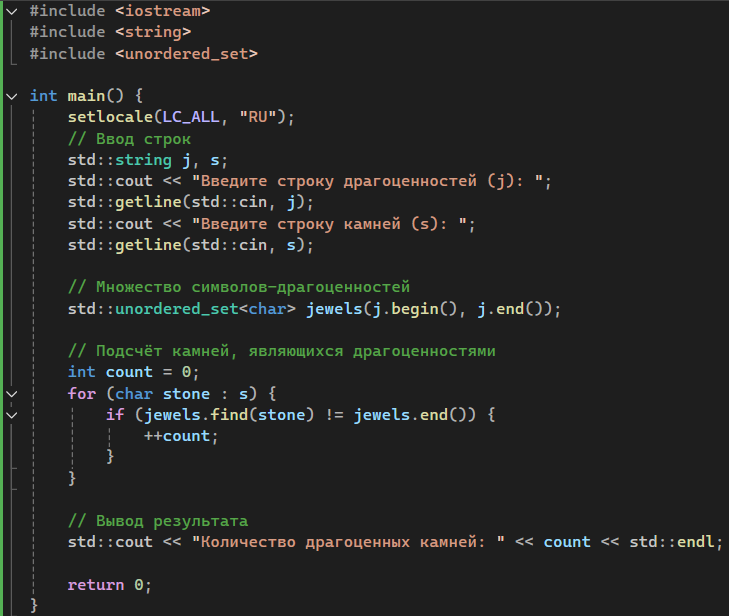 #include <iostream>
#include <string>
#include <unordered_set>
int main() {
setlocale(LC_ALL, "RU");
// Ввод строк
std::string j, s;
std::cout << "Введите строку драгоценностей (j): ";
std::getline(std::cin, j);
std::cout << "Введите строку камней (s): ";
std::getline(std::cin, s);
// Множество символов-драгоценностей
std::unordered_set<char> jewels(j.begin(), j.end());
// Подсчёт камней, являющихся драгоценностями
int count = 0;
for (char stone : s) {
if (jewels.find(stone) != jewels.end()) {
++count;
}
}
// Вывод результата
std::cout << "Количество драгоценных камней: " << count << std::endl;
return 0;
}